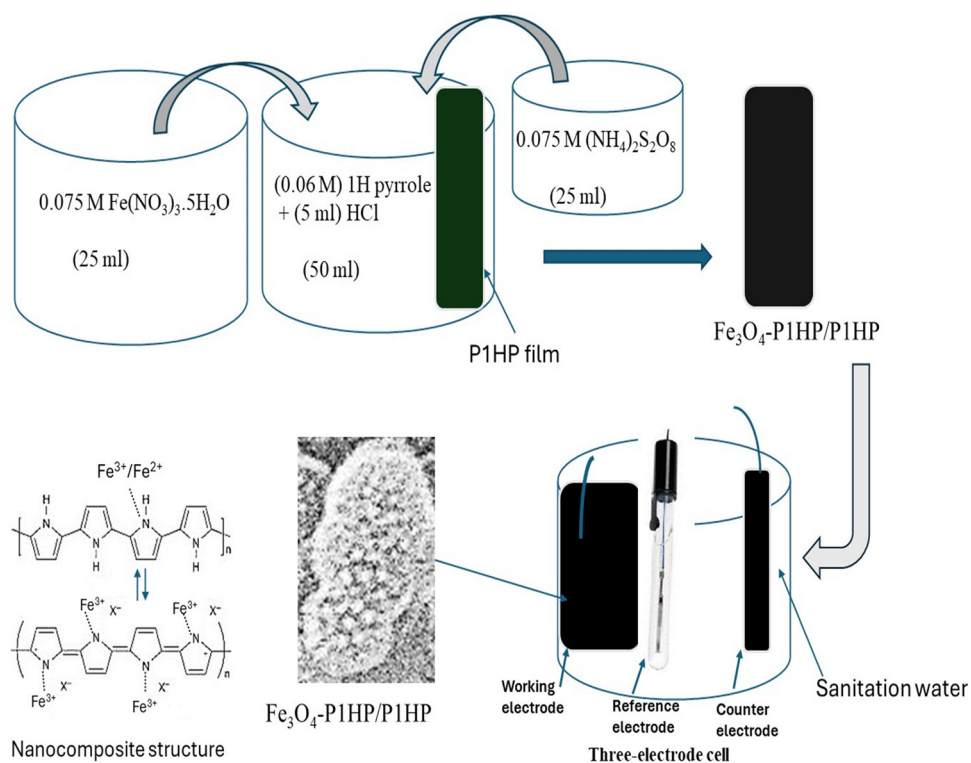 0.075 M Fe(NO₃)₃.5H₂O
(25 ml)
(0.06 M) 1H pyrrole
+ (5 ml) HCl
(50 ml)
0.075 M (NH₄)₂S₂O₈
(25 ml)
P1HP film
Fe₃O₄-P1HP/P1HP
Fe³⁺/Fe²⁺
H
H
N
N
N
N
H
H
n
Fe³⁺
X⁻
Fe³⁺
X⁻
N
N
+
N
N
+
n
Fe³⁺
X⁻
Fe³⁺
X⁻
Nanocomposite structure
Fe₃O₄-P1HP/P1HP
Working
electrode
Reference
electrode
Counter
electrode
Sanitation water
Three-electrode cell